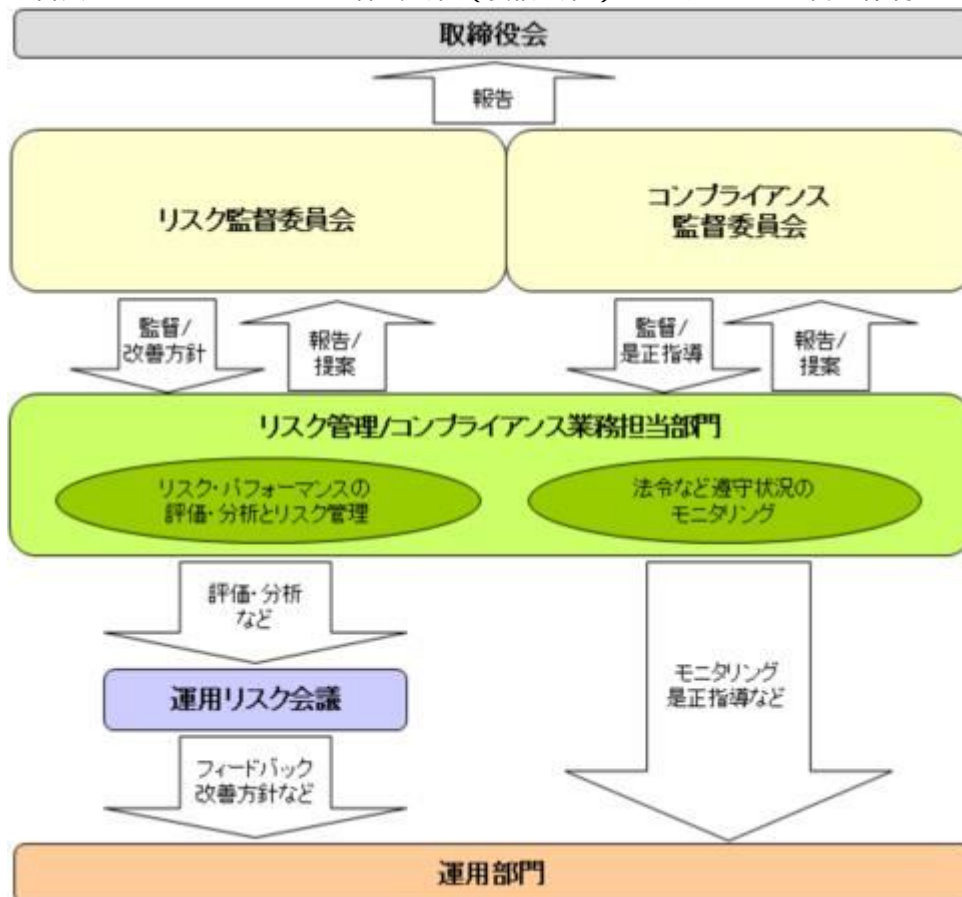 取締役会
報告
リスク監督委員会
コンプライアンス
監督委員会
監督/
改善方針
報告/
提案
監督/
是正指導
報告/
提案
リスク管理/コンプライアンス業務担当部門
リスク・パフォーマンスの
評価・分析とリスク管理
法令など遵守状況の
モニタリング
評価・分析
など
運用リスク会議
モニタリング
是正指導など
フィードバック
改善方針など
運用部門